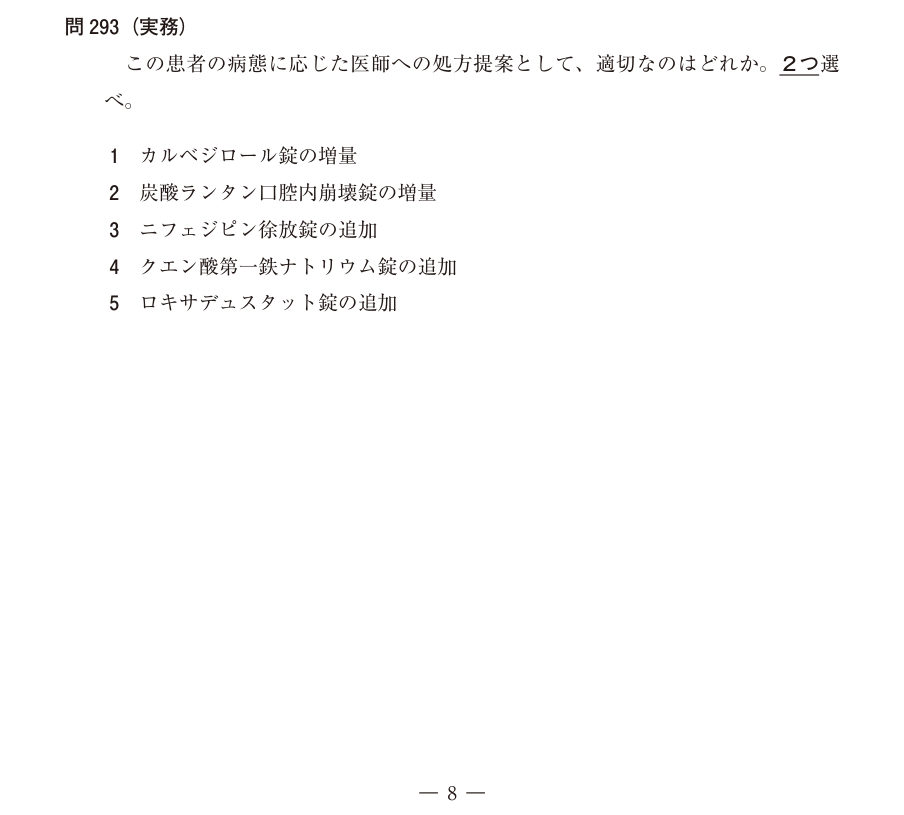 問 293（実務）
この患者の病態に応じた医師への処方提案として、適切なのはどれか。２つ選
べ。
1 カルベジロール錠の増量
2 炭酸ランタン口腔内崩壊錠の増量
3 ニフェジピン徐放錠の追加
4 クエン酸第一鉄ナトリウム錠の追加
5 ロキサデュスタット錠の追加
— 8 —